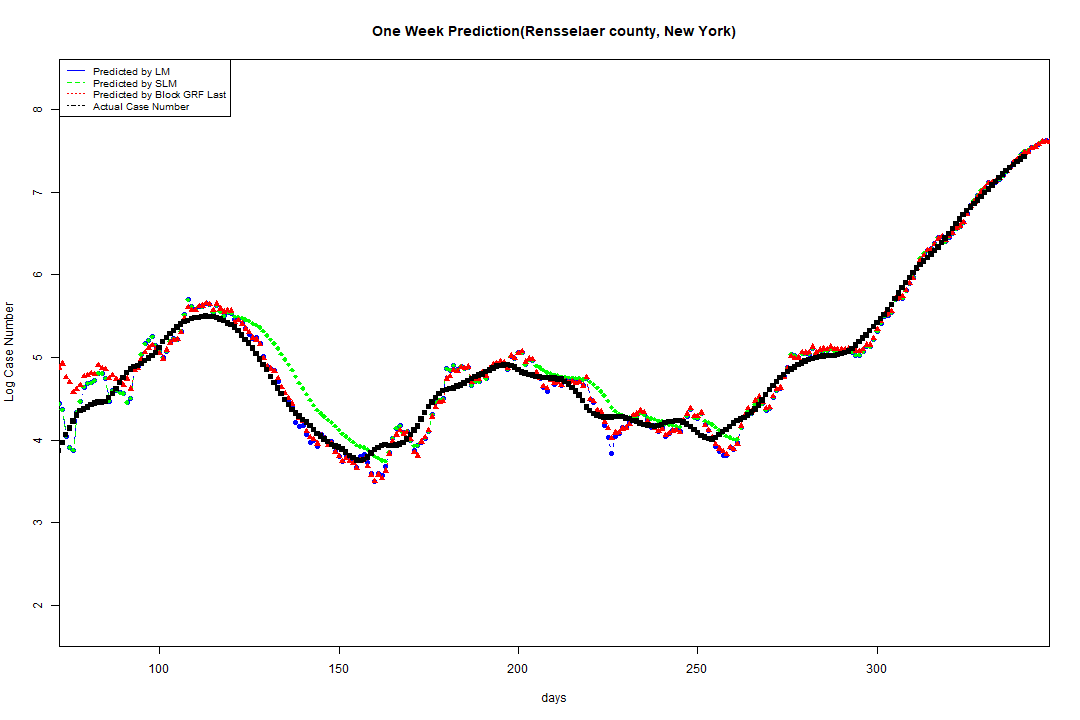 One Week Prediction(Rensselaer county, New York)
Predicted by LM
Predicted by SLM
Predicted by Block GRF Last
Actual Case Number
Log Case Number
8
7
6
5
4
3
2
100 150 200 250 300
days